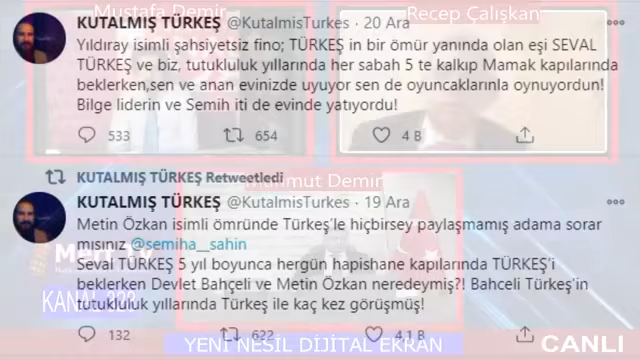 Mustafa Demir
Recep Çalışkan
KUTALMIŞ TÜRKEŞ @KutalmisTurkes · 20 Ara
Yıldıray isimli şahsiyetsiz fino; TÜRKEŞ in bir ömür yanında olan eşi SEVAL
TÜRKEŞ ve biz, tutukluluk yıllarında her sabah 5 te kalkıp Mamak kapılarında
beklerken,sen ve anan evinizde uyuyor sen de oyuncaklarınla oynuyordun!
Bilge liderin ve Semih iti de evinde yatıyordu!
533 654 4 B
KUTALMIŞ TÜRKEŞ Retweetledi
Mahmut Demir
KUTALMIŞ TÜRKEŞ @KutalmisTurkes · 19 Ara
Metin Özkan isimli ömründe Türkeş'le hiçbirsey paylaşmamış adama sorar
mısınız @semiha__sahin
Seval TÜRKEŞ 5 yıl boyunca hergün hapishane kapılarında TÜRKEŞ'i
beklerken Devlet Bahçeli ve Metin Özkan neredeymiş?! Bahceli Türkeş'in
tutukluluk yıllarında Türkeş ile kaç kez görüşmüş!
KANAL
132 622 4,1 B
YENİ NESİL DİJİTAL EKRAN
CANLI